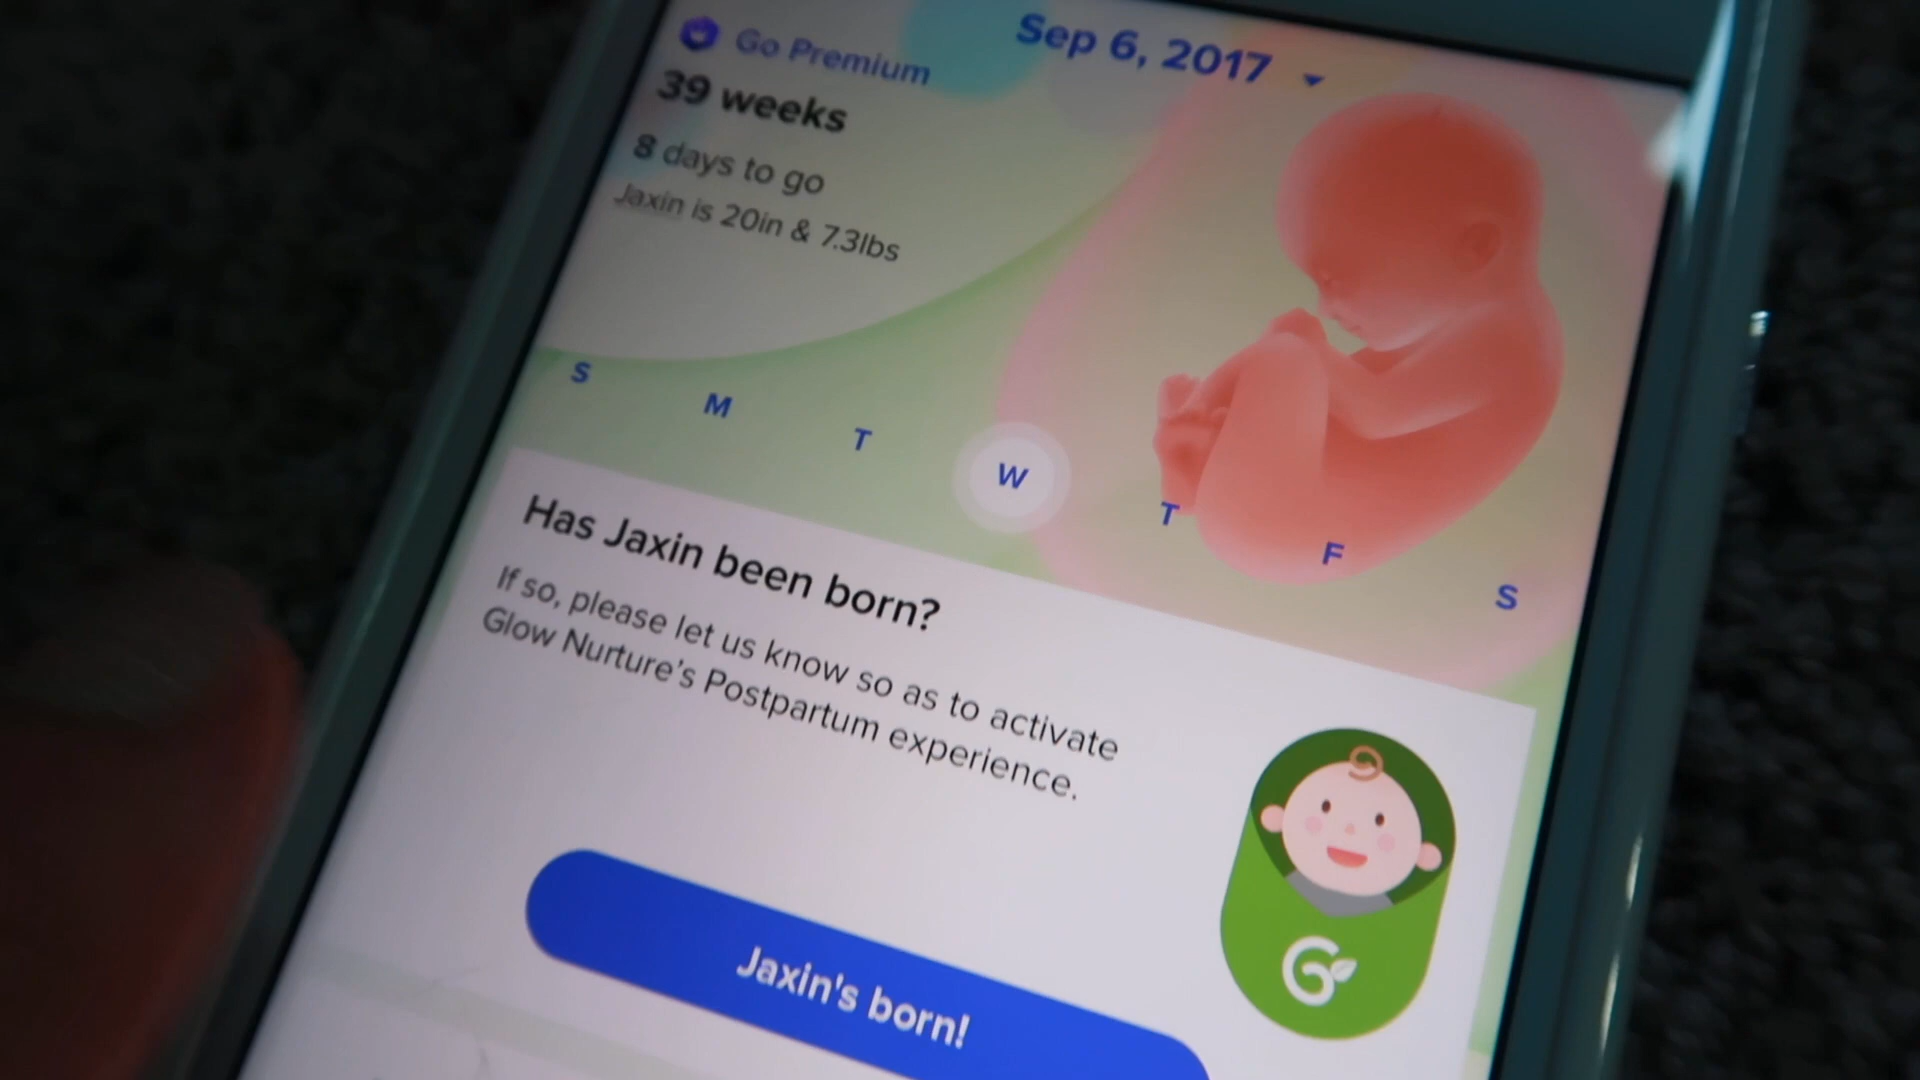 Go Premium
Sep 6, 2017
39 weeks
8 days to go
Jaxin is 20in & 7.3lbs
S M T W T F S
Has Jaxin been born?
If so, please let us know so as to activate
Glow Nurture's Postpartum experience.
G
Jaxin's born!